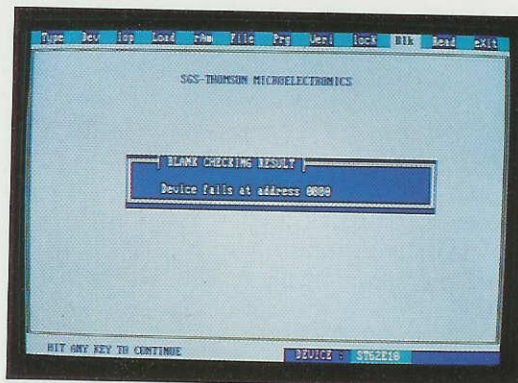 Type Dev Iop Load rAm File Prg Veri lock Blk Read eXit
SGS-THOMSON MICROELECTRONICS
BLANK CHECKING RESULT
Device fails at address 0000
HIT ANY KEY TO CONTINUE
DEVICE : ST62E10